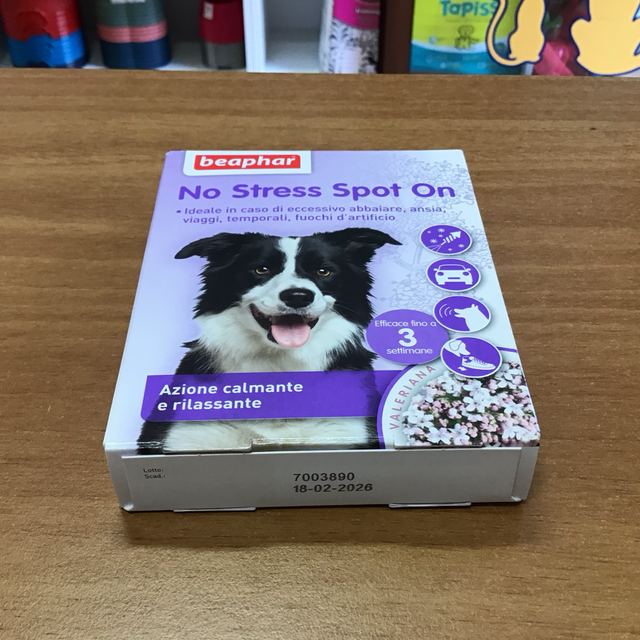 Tapiss
beaphar
No Stress Spot On
• Ideale in caso di eccessivo abbaiare, ansia,
viaggi, temporali, fuochi d'artificio
Efficace fino a
3
settimane
Azione calmante
e rilassante
VALERIANA
Lotto:
Scad.:
7003890
18-02-2026